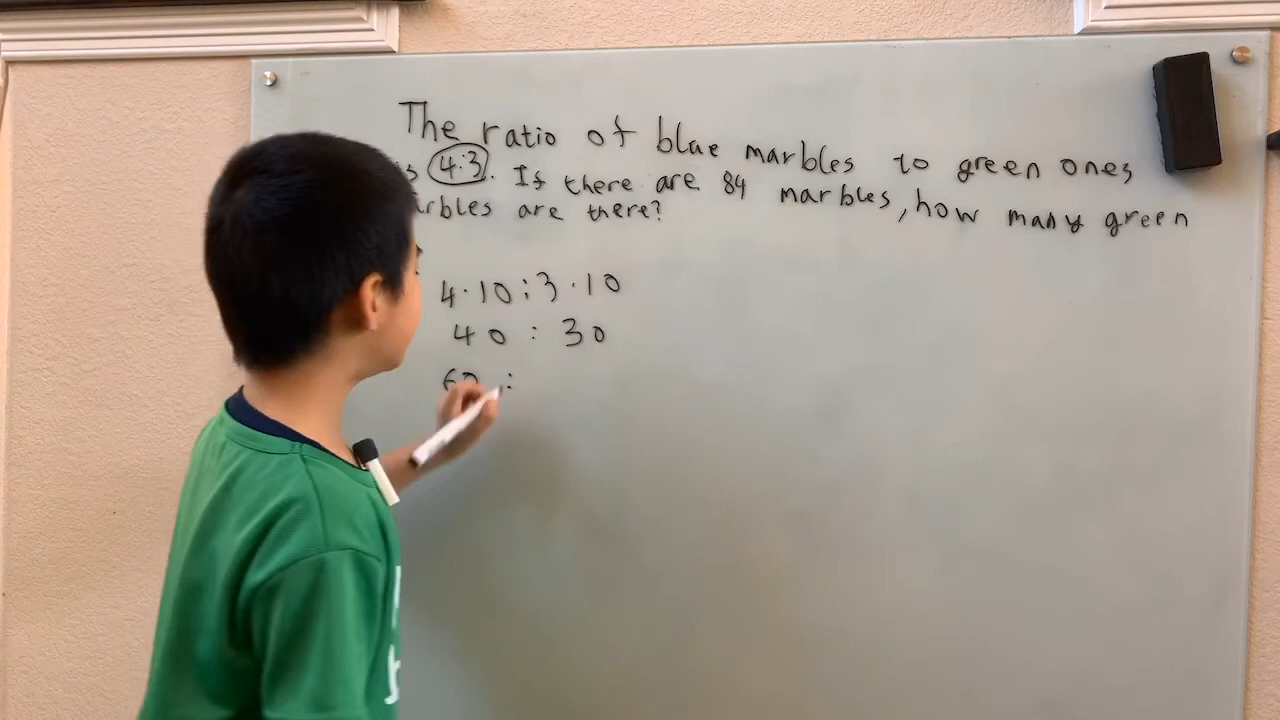 The ratio of blue marbles to green ones
4:3. If there are 84 marbles, how many green
are there?
4·10:3·10
40 : 30
60 :